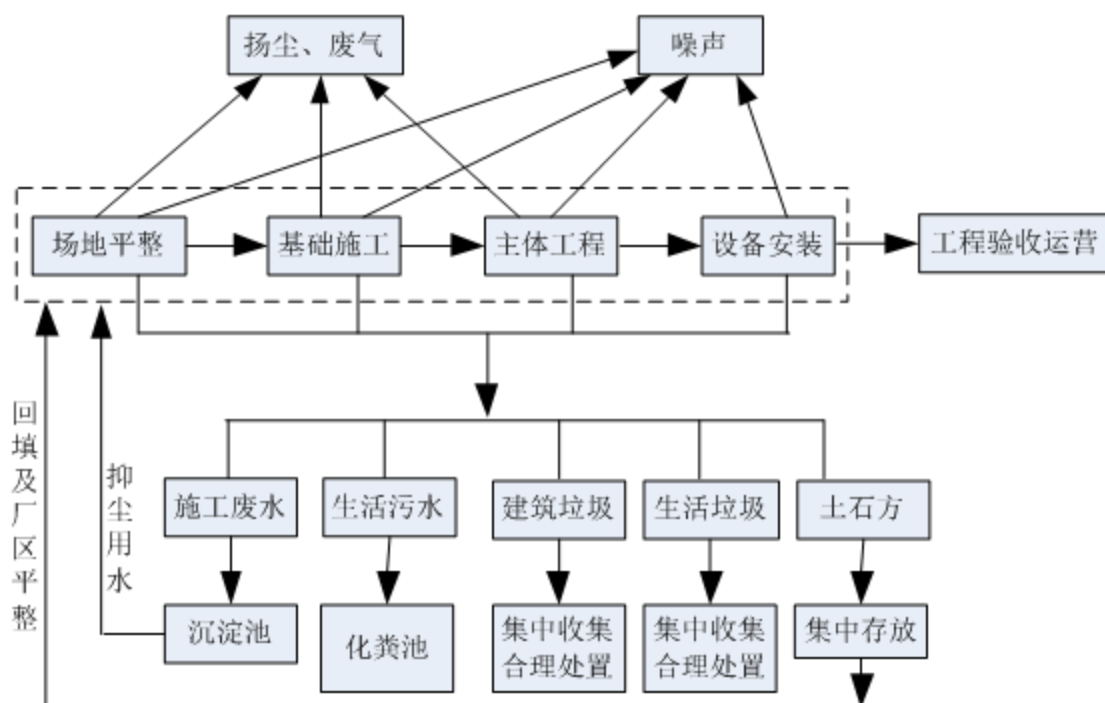 扬尘、废气
噪声
场地平整
基础施工
主体工程
设备安装
工程验收运营
回填及厂区平整
抑尘用水
施工废水
生活污水
建筑垃圾
生活垃圾
土石方
沉淀池
化粪池
集中收集
合理处置
集中收集
合理处置
集中存放